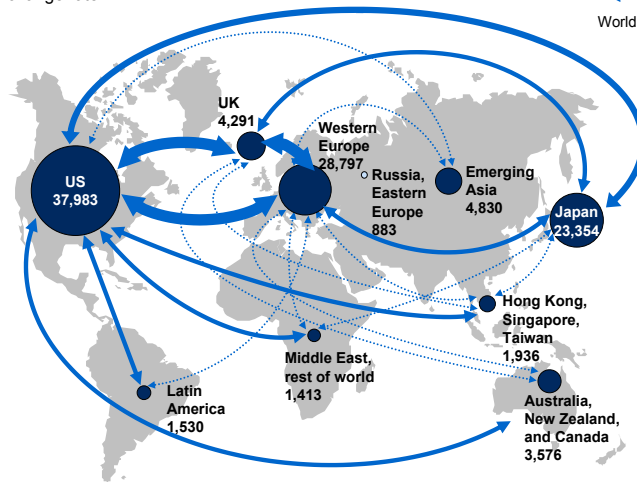 World
UK
4,291
Western
Europe
28,797
US
37,983
Russia,
Eastern
Europe
883
Emerging
Asia
4,830
Japan
23,354
Hong Kong,
Singapore,
Taiwan
1,936
Middle East,
rest of world
1,413
Latin
America
1,530
Australia,
New Zealand,
and Canada
3,576